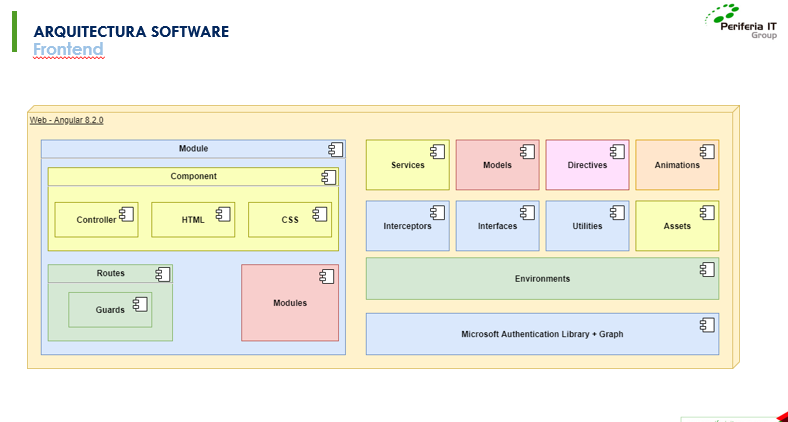 ARQUITECTURA SOFTWARE
Frontend
Periferia IT
Group
Web - Angular 8.2.0
Module
Component
Controller
HTML
CSS
Routes
Guards
Modules
Services
Models
Directives
Animations
Interceptors
Interfaces
Utilities
Assets
Environments
Microsoft Authentication Library + Graph